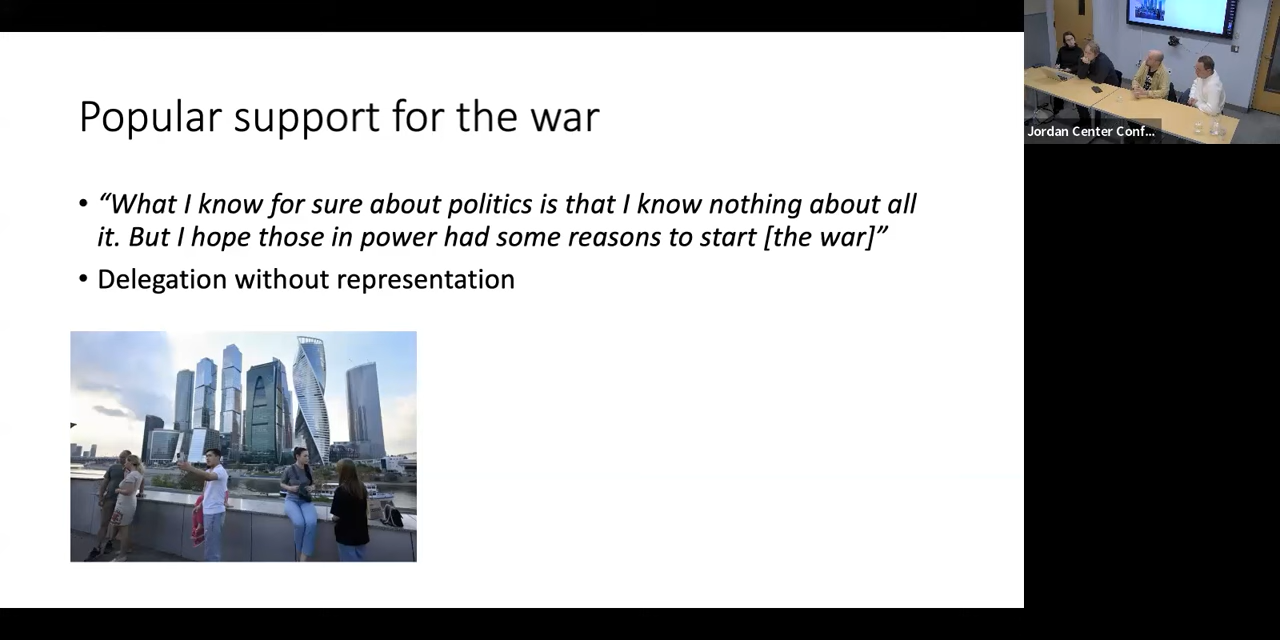 Popular support for the war
• “What I know for sure about politics is that I know nothing about all
it. But I hope those in power had some reasons to start [the war]”
• Delegation without representation
Jordan Center Conf...